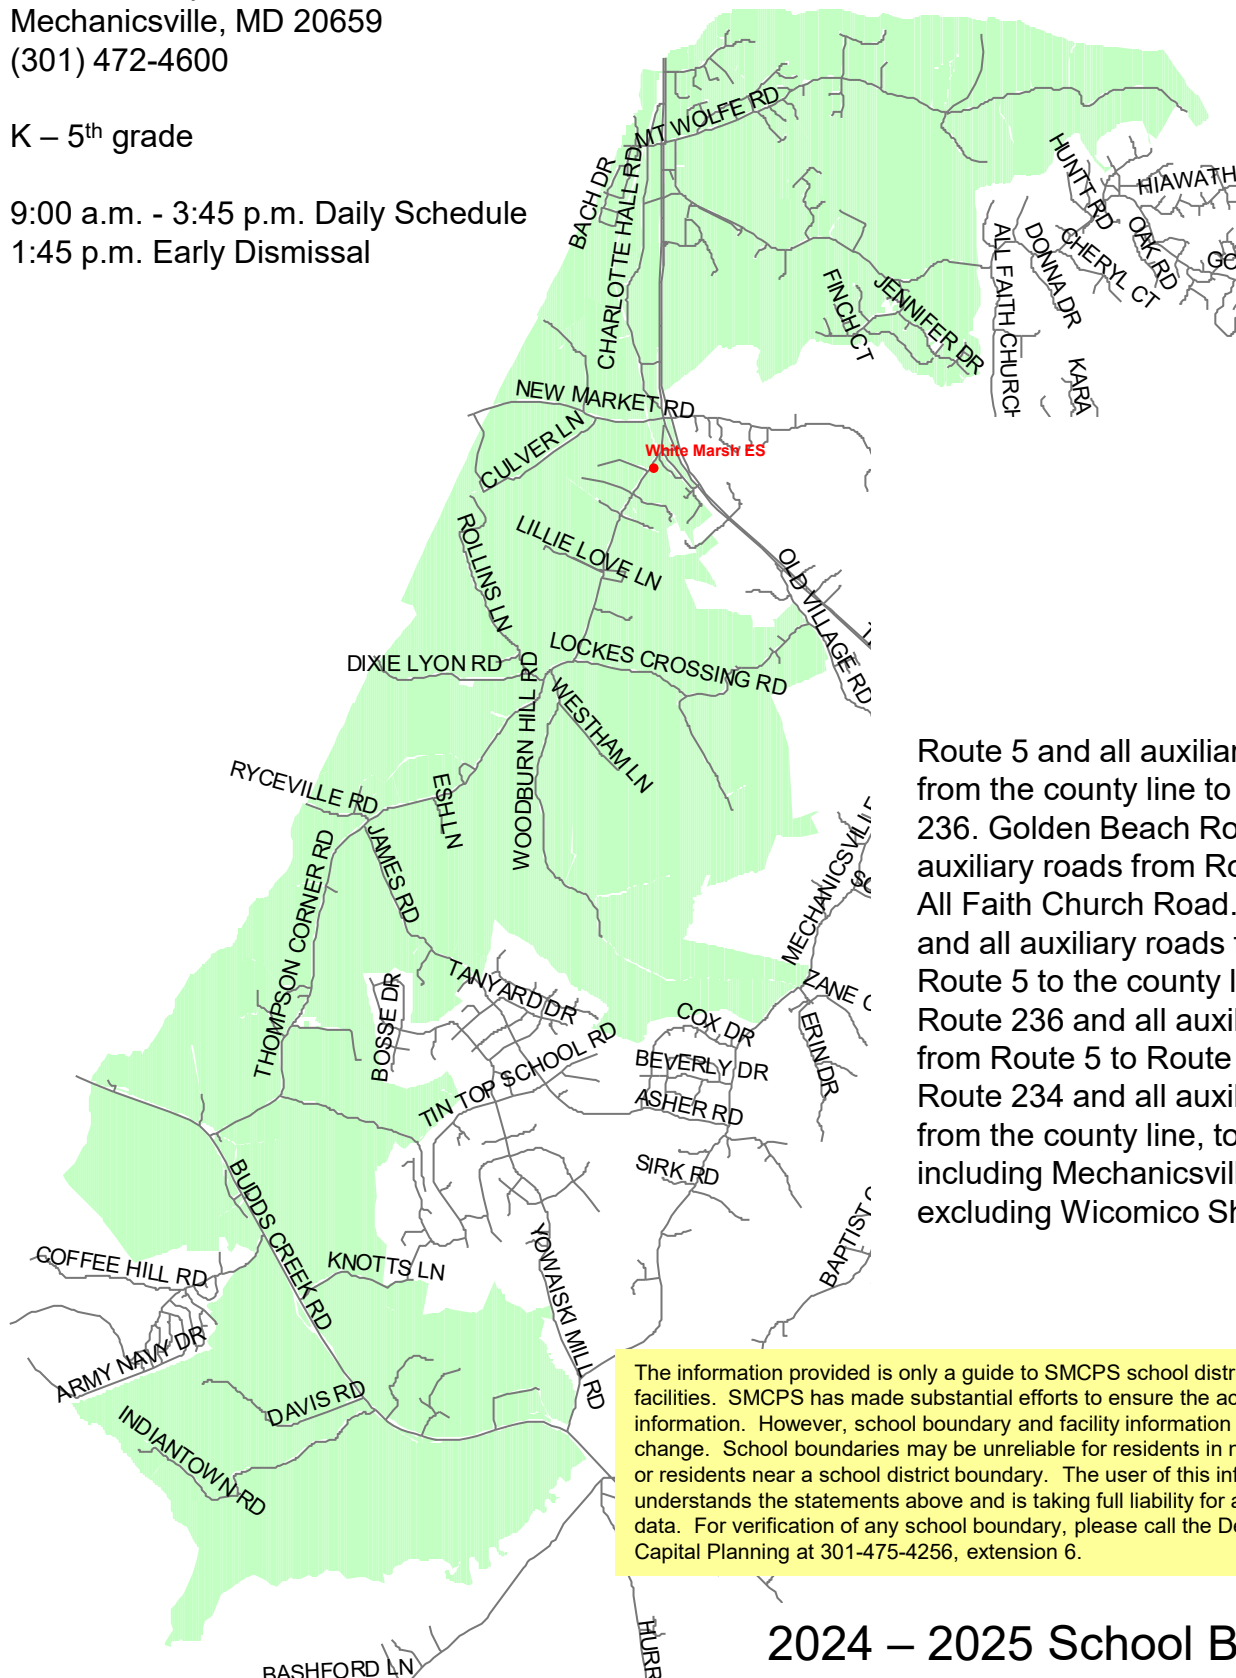 Mechanicsville, MD 20659
(301) 472-4600
K – 5th grade
9:00 a.m. - 3:45 p.m. Daily Schedule
1:45 p.m. Early Dismissal
MT WOLFE RD
BACH DR
CHARLOTTE HALL RD
HUNTT RD
HIAWATH
OAK RD
GO
ALL FAITH CHURCH
DONNA DR
CHERYL CT
KARA
FINCH CT
JENNIFER DR
NEW MARKET RD
CULVER LN
White Marsh ES
ROLLINS LN
LILLIE LOVE LN
OLD VILLAGE RD
DIXIE LYON RD
LOCKES CROSSING RD
WOODBURN HILL RD
WESTHAM LN
RYCEVILLE RD
ESH LN
JAMES RD
THOMPSON CORNER RD
MECHANICSVILLE
SC
ZANE C
ERIN DR
BOSSE DR
TANYARD DR
COX DR
BEVERLY DR
TIN TOP SCHOOL RD
ASHER RD
SIRK RD
BAPTIST C
BUDDS CREEK RD
COFFEE HILL RD
KNOTTS LN
YOWAISKI MILL RD
ARMY NAVY DR
DAVIS RD
INDIANTOWN RD
BASHFORD LN
HURR
Route 5 and all auxiliar
from the county line to
236. Golden Beach Ro
auxiliary roads from Ro
All Faith Church Road.
and all auxiliary roads
Route 5 to the county l
Route 236 and all auxil
from Route 5 to Route
Route 234 and all auxil
from the county line, to
including Mechanicsvill
excluding Wicomico Sh
The information provided is only a guide to SMCPS school distr
facilities. SMCPS has made substantial efforts to ensure the ac
information. However, school boundary and facility information
change. School boundaries may be unreliable for residents in n
or residents near a school district boundary. The user of this inf
understands the statements above and is taking full liability for a
data. For verification of any school boundary, please call the De
Capital Planning at 301-475-4256, extension 6.
2024 – 2025 School B